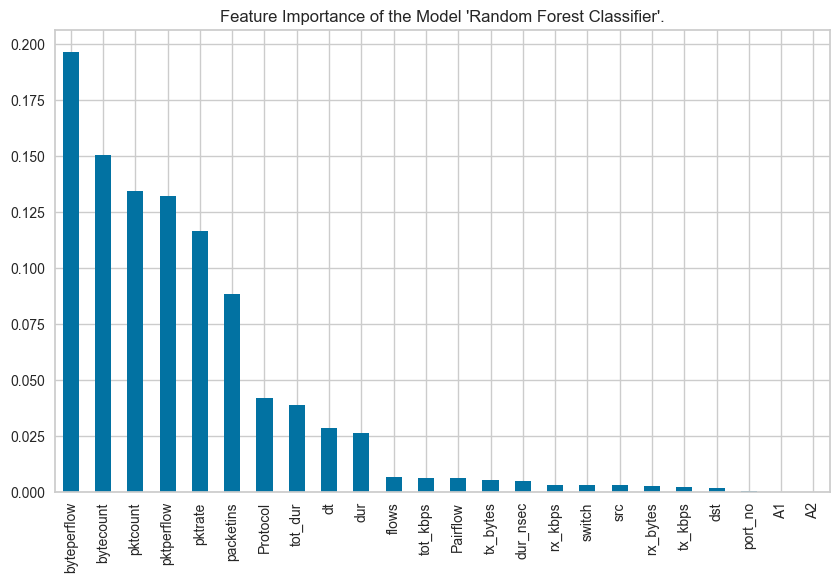 Feature Importance of the Model 'Random Forest Classifier'.
0.200
0.175
0.150
0.125
0.100
0.075
0.050
0.025
0.000
byteperflow
bytecount
pktcount
pktperflow
pktrate
packetins
Protocol
tot_dur
dt
dur
flows
tot_kbps
Pairflow
tx_bytes
dur_nsec
rx_kbps
switch
src
rx_bytes
tx_kbps
dst
port_no
A1
A2